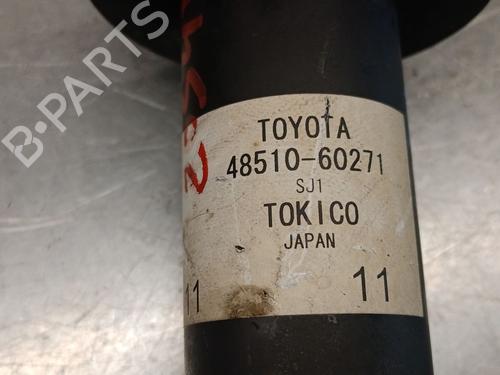 B-PARTS
TOYOTA
48510-60271
SJ1
TOKICO
JAPAN
11
11